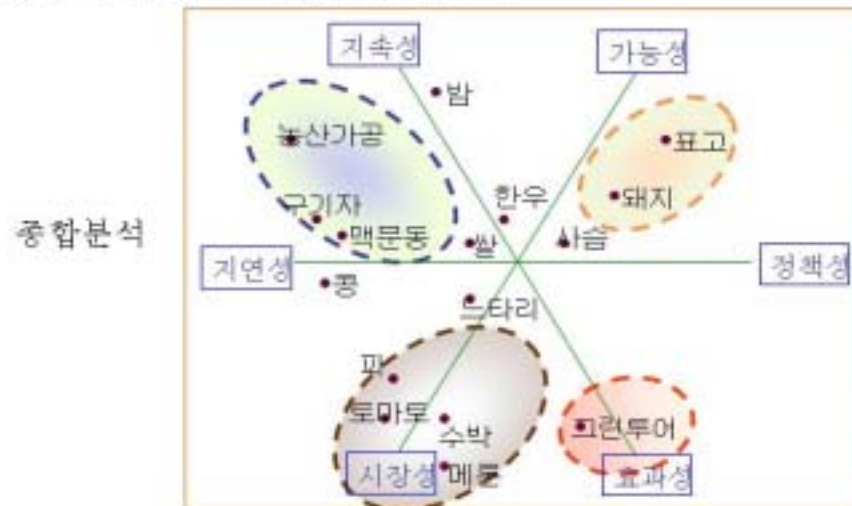 지속성 가능성
밤
농산가공 표고
구기자 한우 돼지
종합분석 맥문동 쌀 사슴
지연성 정책성
콩
느타리
파
토마토 수박 그린투어
시장성 메론 효과성